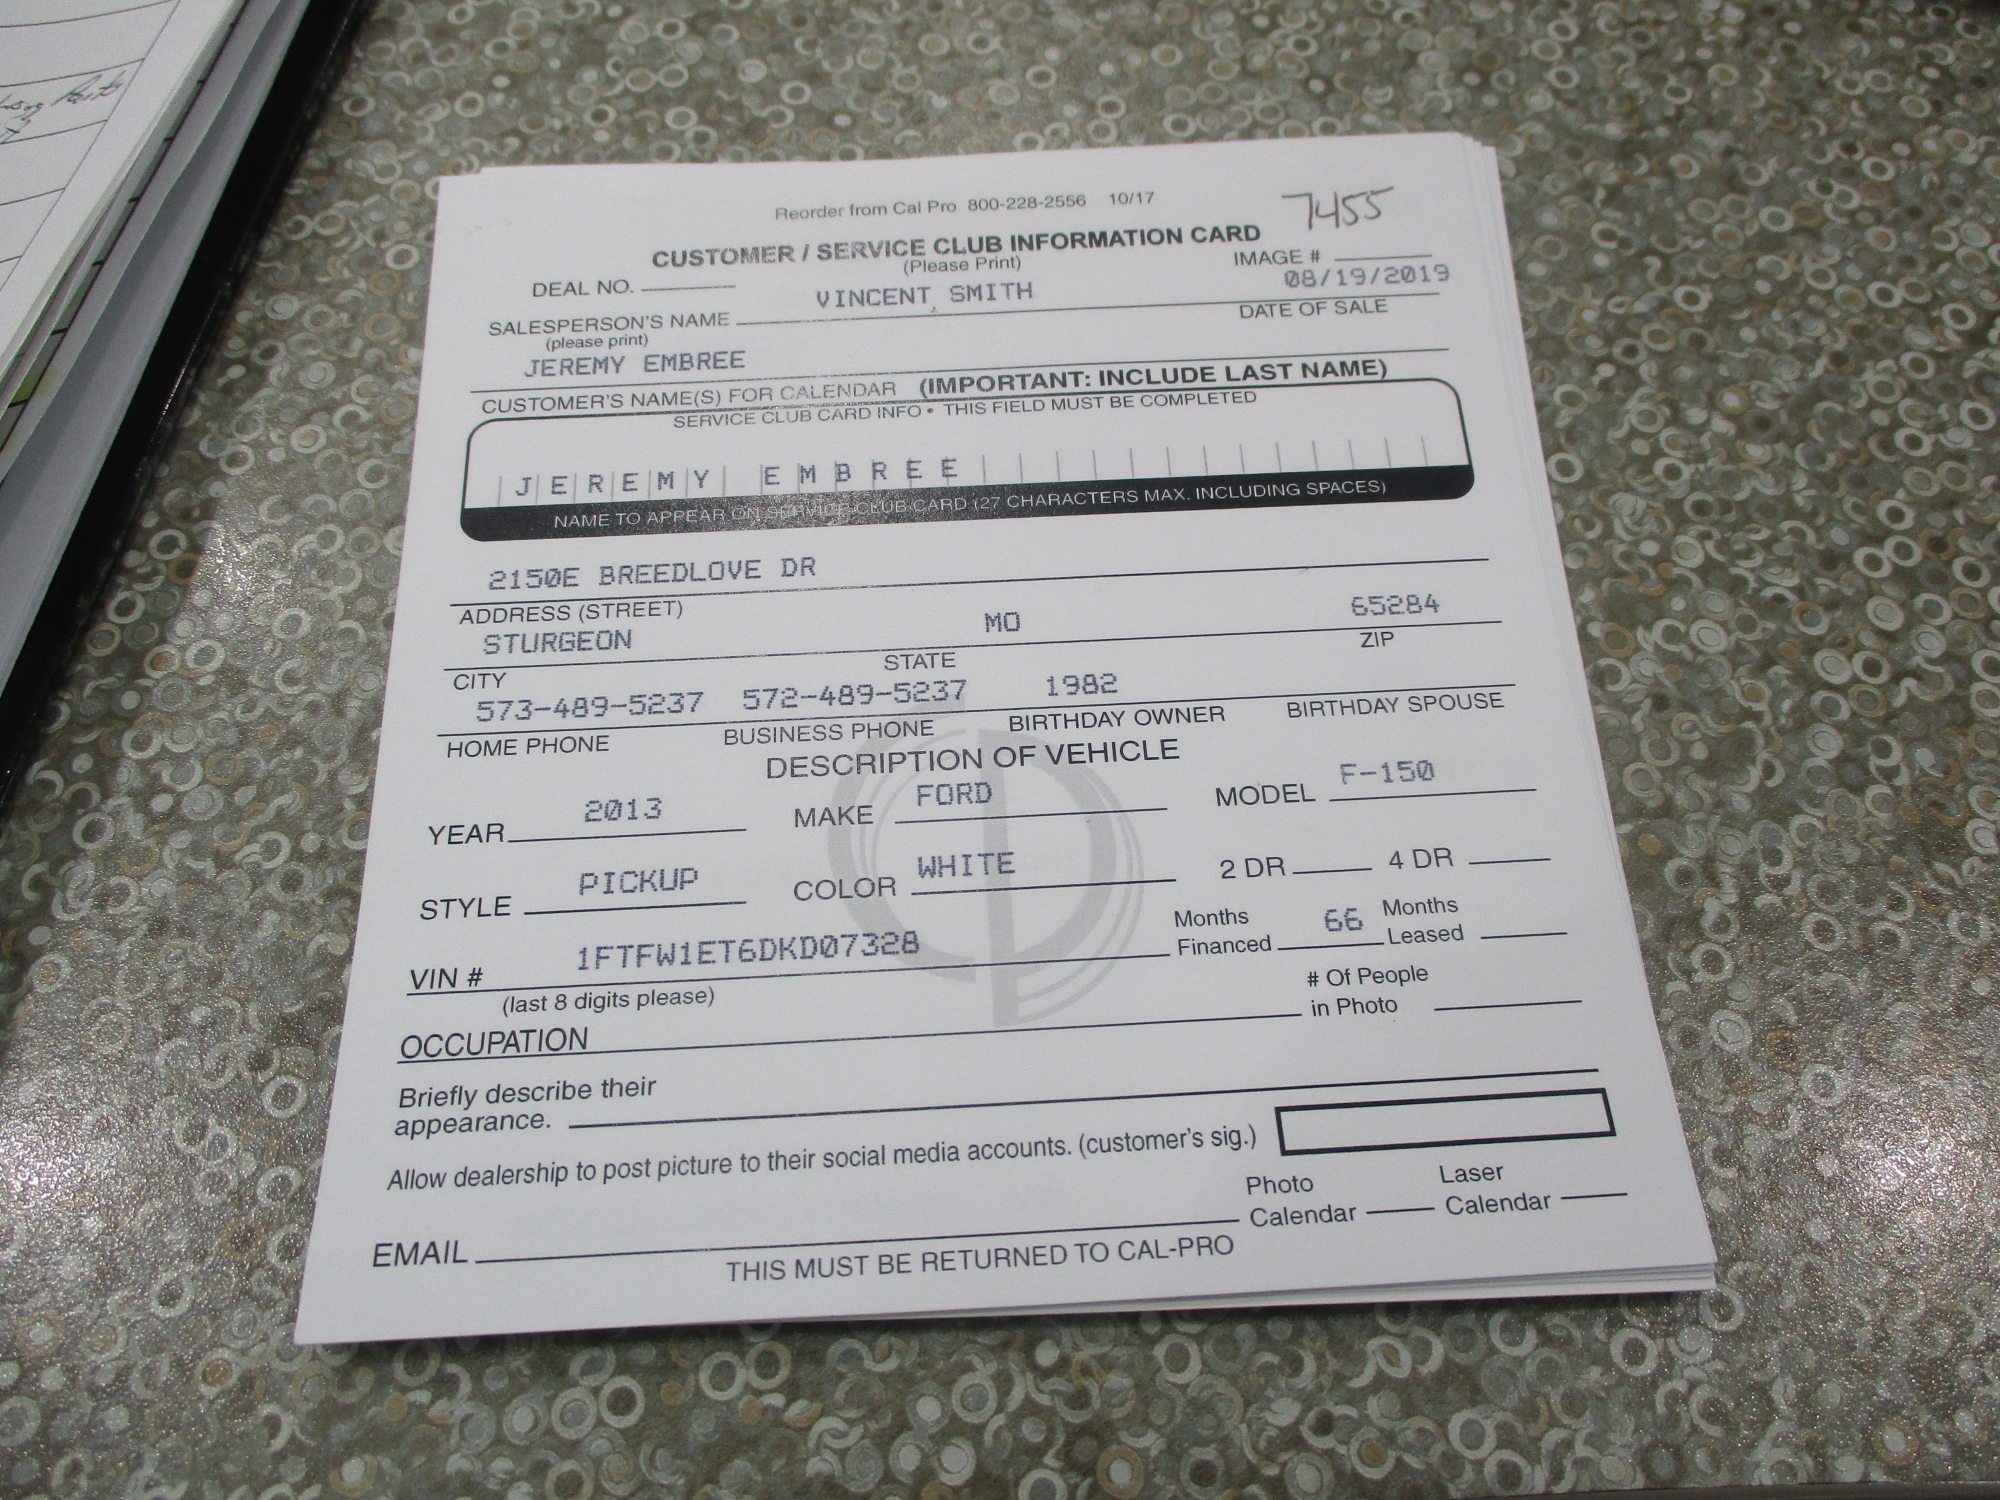 Long Parts
Reorder from Cal Pro 800-228-2556 10/17
7455
CUSTOMER / SERVICE CLUB INFORMATION CARD
(Please Print)
IMAGE #
DEAL NO.
VINCENT SMITH 08/19/2019
SALESPERSON'S NAME DATE OF SALE
(please print)
JEREMY EMBREE
CUSTOMER'S NAME(S) FOR CALENDAR (IMPORTANT: INCLUDE LAST NAME)
SERVICE CLUB CARD INFO • THIS FIELD MUST BE COMPLETED
JEREMY EMBREE
NAME TO APPEAR ON SERVICE CLUB CARD (27 CHARACTERS MAX. INCLUDING SPACES)
2150E BREEDLOVE DR
ADDRESS (STREET)
STURGEON MO 65284
CITY STATE ZIP
573-489-5237 572-489-5237 1982
HOME PHONE BUSINESS PHONE BIRTHDAY OWNER BIRTHDAY SPOUSE
DESCRIPTION OF VEHICLE
YEAR 2013 MAKE FORD MODEL F-150
STYLE PICKUP COLOR WHITE 2 DR 4 DR
VIN # 1FTFW1ET6DKD07328 Months Financed 66 Months Leased
(last 8 digits please)
OCCUPATION # Of People in Photo
Briefly describe their
appearance.
Allow dealership to post picture to their social media accounts. (customer's sig.)
EMAIL Photo Calendar Laser Calendar
THIS MUST BE RETURNED TO CAL-PRO